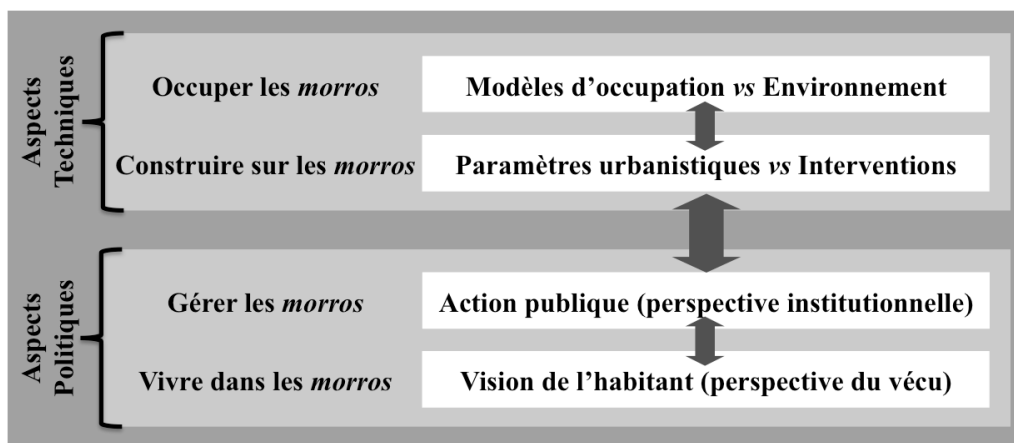 Aspects
Techniques
Occuper les morros
Modèles d’occupation vs Environnement
Construire sur les morros
Paramètres urbanistiques vs Interventions
Aspects
Politiques
Gérer les morros
Action publique (perspective institutionnelle)
Vivre dans les morros
Vision de l’habitant (perspective du vécu)